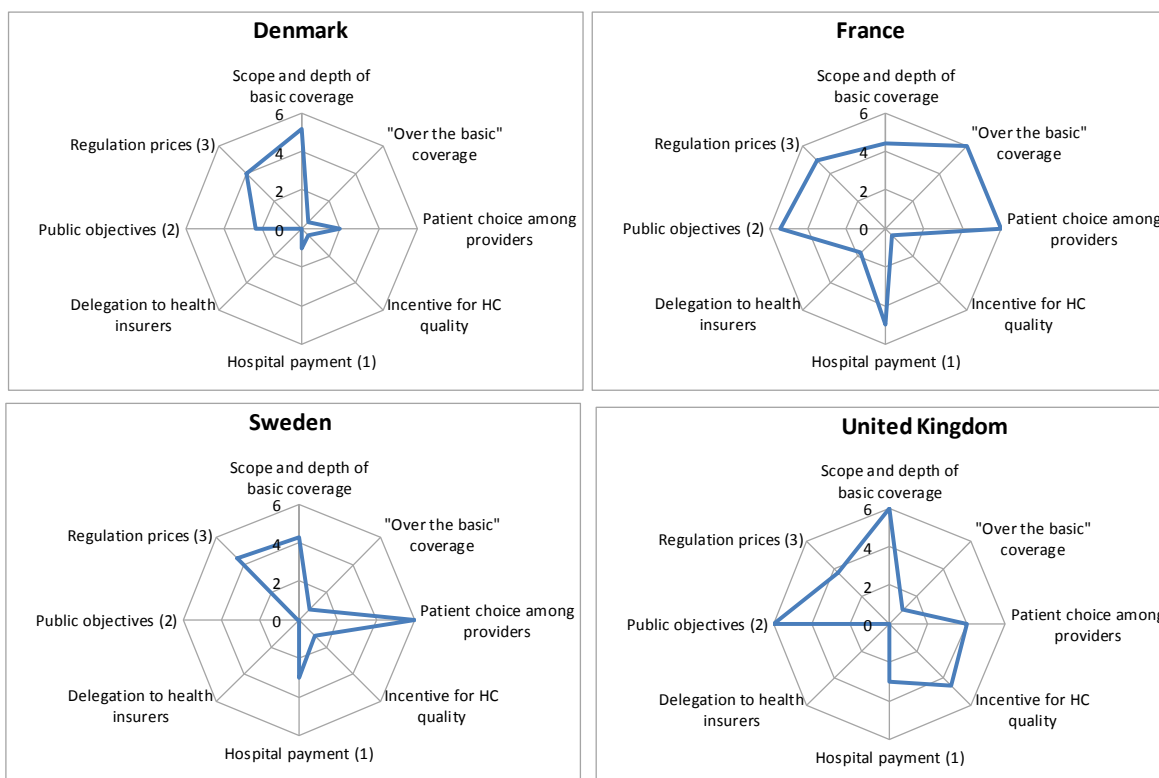 Denmark
Scope and depth of
basic coverage
6
"Over the basic"
coverage
Regulation prices (3)
4
2
Public objectives (2)
0
Patient choice among
providers
Delegation to health
insurers
Incentive for HC
quality
Hospital payment (1)
France
Scope and depth of
basic coverage
6
"Over the basic"
coverage
Regulation prices (3)
4
2
Public objectives (2)
0
Patient choice among
providers
Delegation to health
insurers
Incentive for HC
quality
Hospital payment (1)
Sweden
Scope and depth of
basic coverage
6
"Over the basic"
coverage
Regulation prices (3)
4
2
Public objectives (2)
0
Patient choice among
providers
Delegation to health
insurers
Incentive for HC
quality
Hospital payment (1)
United Kingdom
Scope and depth of
basic coverage
6
"Over the basic"
coverage
Regulation prices (3)
4
2
Public objectives (2)
0
Patient choice among
providers
Delegation to health
insurers
Incentive for HC
quality
Hospital payment (1)